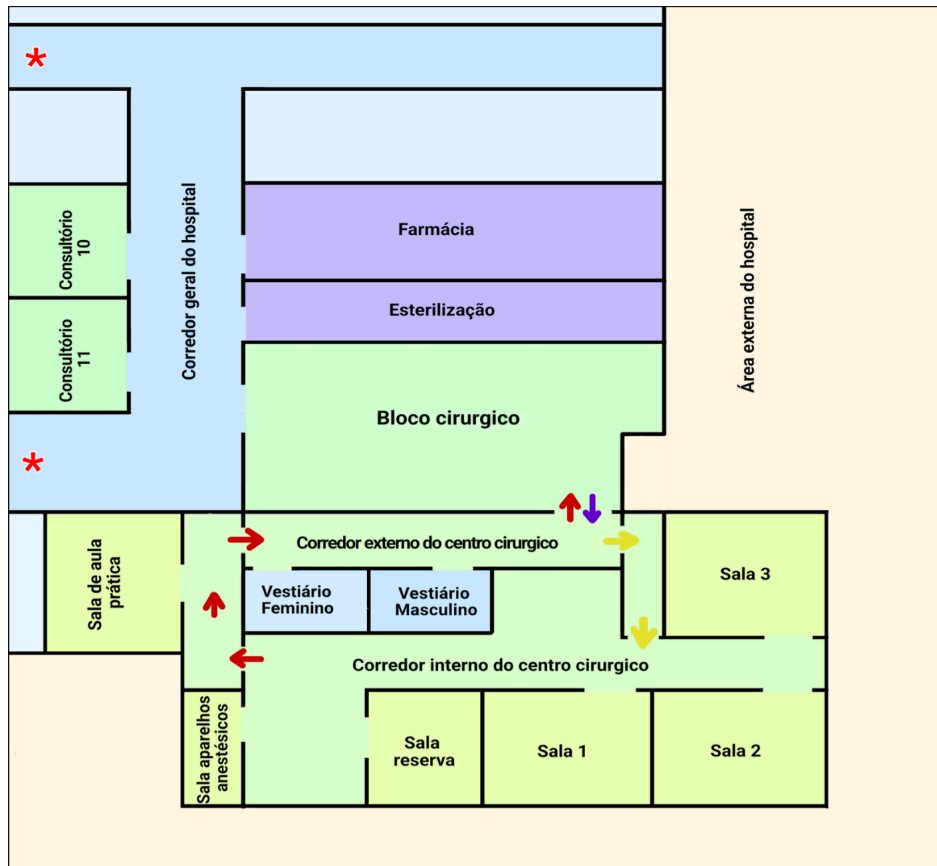 *
Consultório
10
Corredor geral do hospital
Farmácia
Área externa do hospital
Esterilização
Consultório
11
Bloco cirurgico
*
Sala de aula
prática
Corredor externo do centro cirurgico
Vestiário
Feminino
Vestiário
Masculino
Sala 3
Corredor interno do centro cirurgico
Sala aparelhos
anestésicos
Sala
reserva
Sala 1
Sala 2